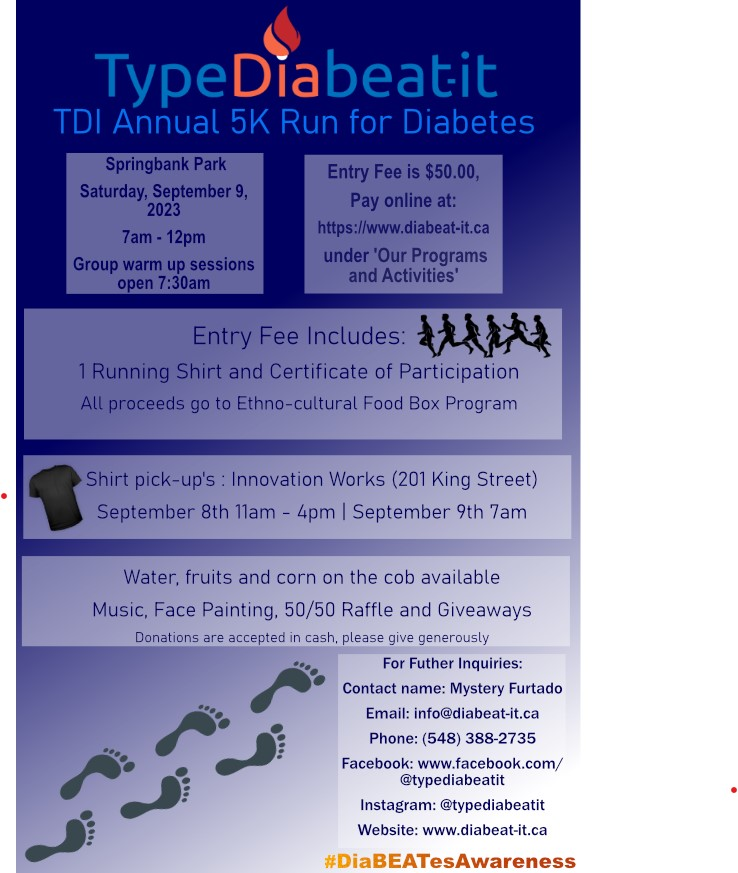 TypeDiabeat-it
TDI Annual 5K Run for Diabetes
Springbank Park
Saturday, September 9,
2023
7am - 12pm
Group warm up sessions
open 7:30am
Entry Fee is $50.00,
Pay online at:
https://www.diabeat-it.ca
under 'Our Programs
and Activities'
Entry Fee Includes:
1 Running Shirt and Certificate of Participation
All proceeds go to Ethno-cultural Food Box Program
Shirt pick-up's : Innovation Works (201 King Street)
September 8th 11am - 4pm | September 9th 7am
Water, fruits and corn on the cob available
Music, Face Painting, 50/50 Raffle and Giveaways
Donations are accepted in cash, please give generously
For Futher Inquiries:
Contact name: Mystery Furtado
Email: info@diabeat-it.ca
Phone: (548) 388-2735
Facebook: www.facebook.com/
@typediabeatit
Instagram: @typediabeatit
Website: www.diabeat-it.ca
#DiaBEATesAwareness